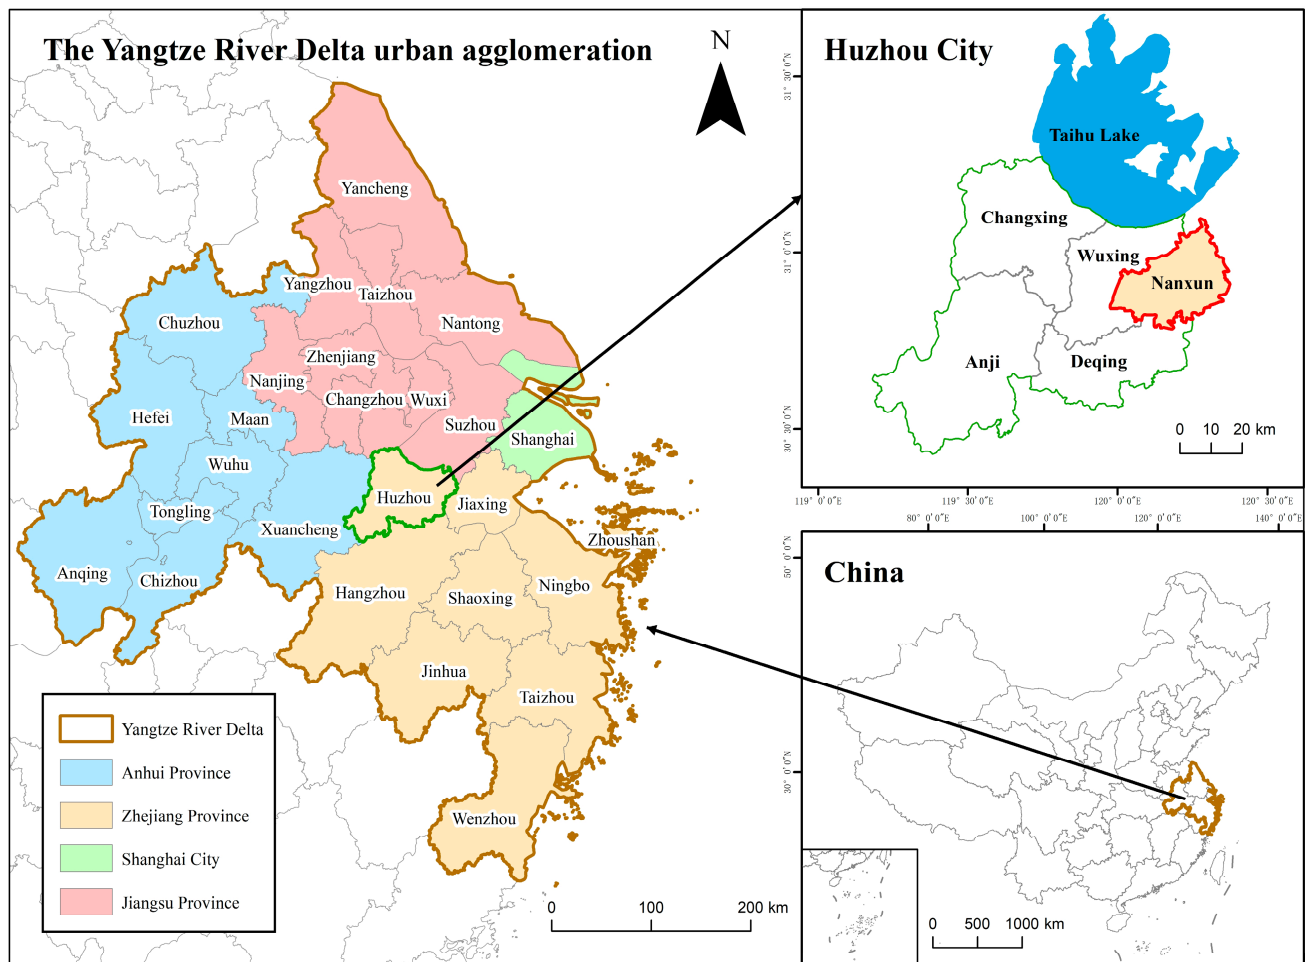 The Yangtze River Delta urban agglomeration
N
Yancheng
Yangzhou
Taizhou
Chuzhou
Nantong
Zhenjiang
Nanjing
Changzhou
Wuxi
Hefei
Maan
Suzhou
Shanghai
Wuhu
Huzhou
Jiaxing
Tongling
Xuancheng
Zhoushan
Anqing
Chizhou
Hangzhou
Shaoxing
Ningbo
Jinhua
Taizhou
Wenzhou
Yangtze River Delta
Anhui Province
Zhejiang Province
Shanghai City
Jiangsu Province
0 100 200 km
Huzhou City
31° 30′ 0″N
31° 0′ 0″N
30° 30′ 0″N
Taihu Lake
Changxing
Wuxing
Nanxun
Anji
Deqing
0 10 20 km
119° 0′ 0″E
119° 30′ 0″E
120° 0′ 0″E
120° 30′ 0″E
80° 0′ 0″E
100° 0′ 0″E
120° 0′ 0″E
140° 0′ 0″E
China
50° 0′ 0″N
30° 0′ 0″N
0 500 1000 km